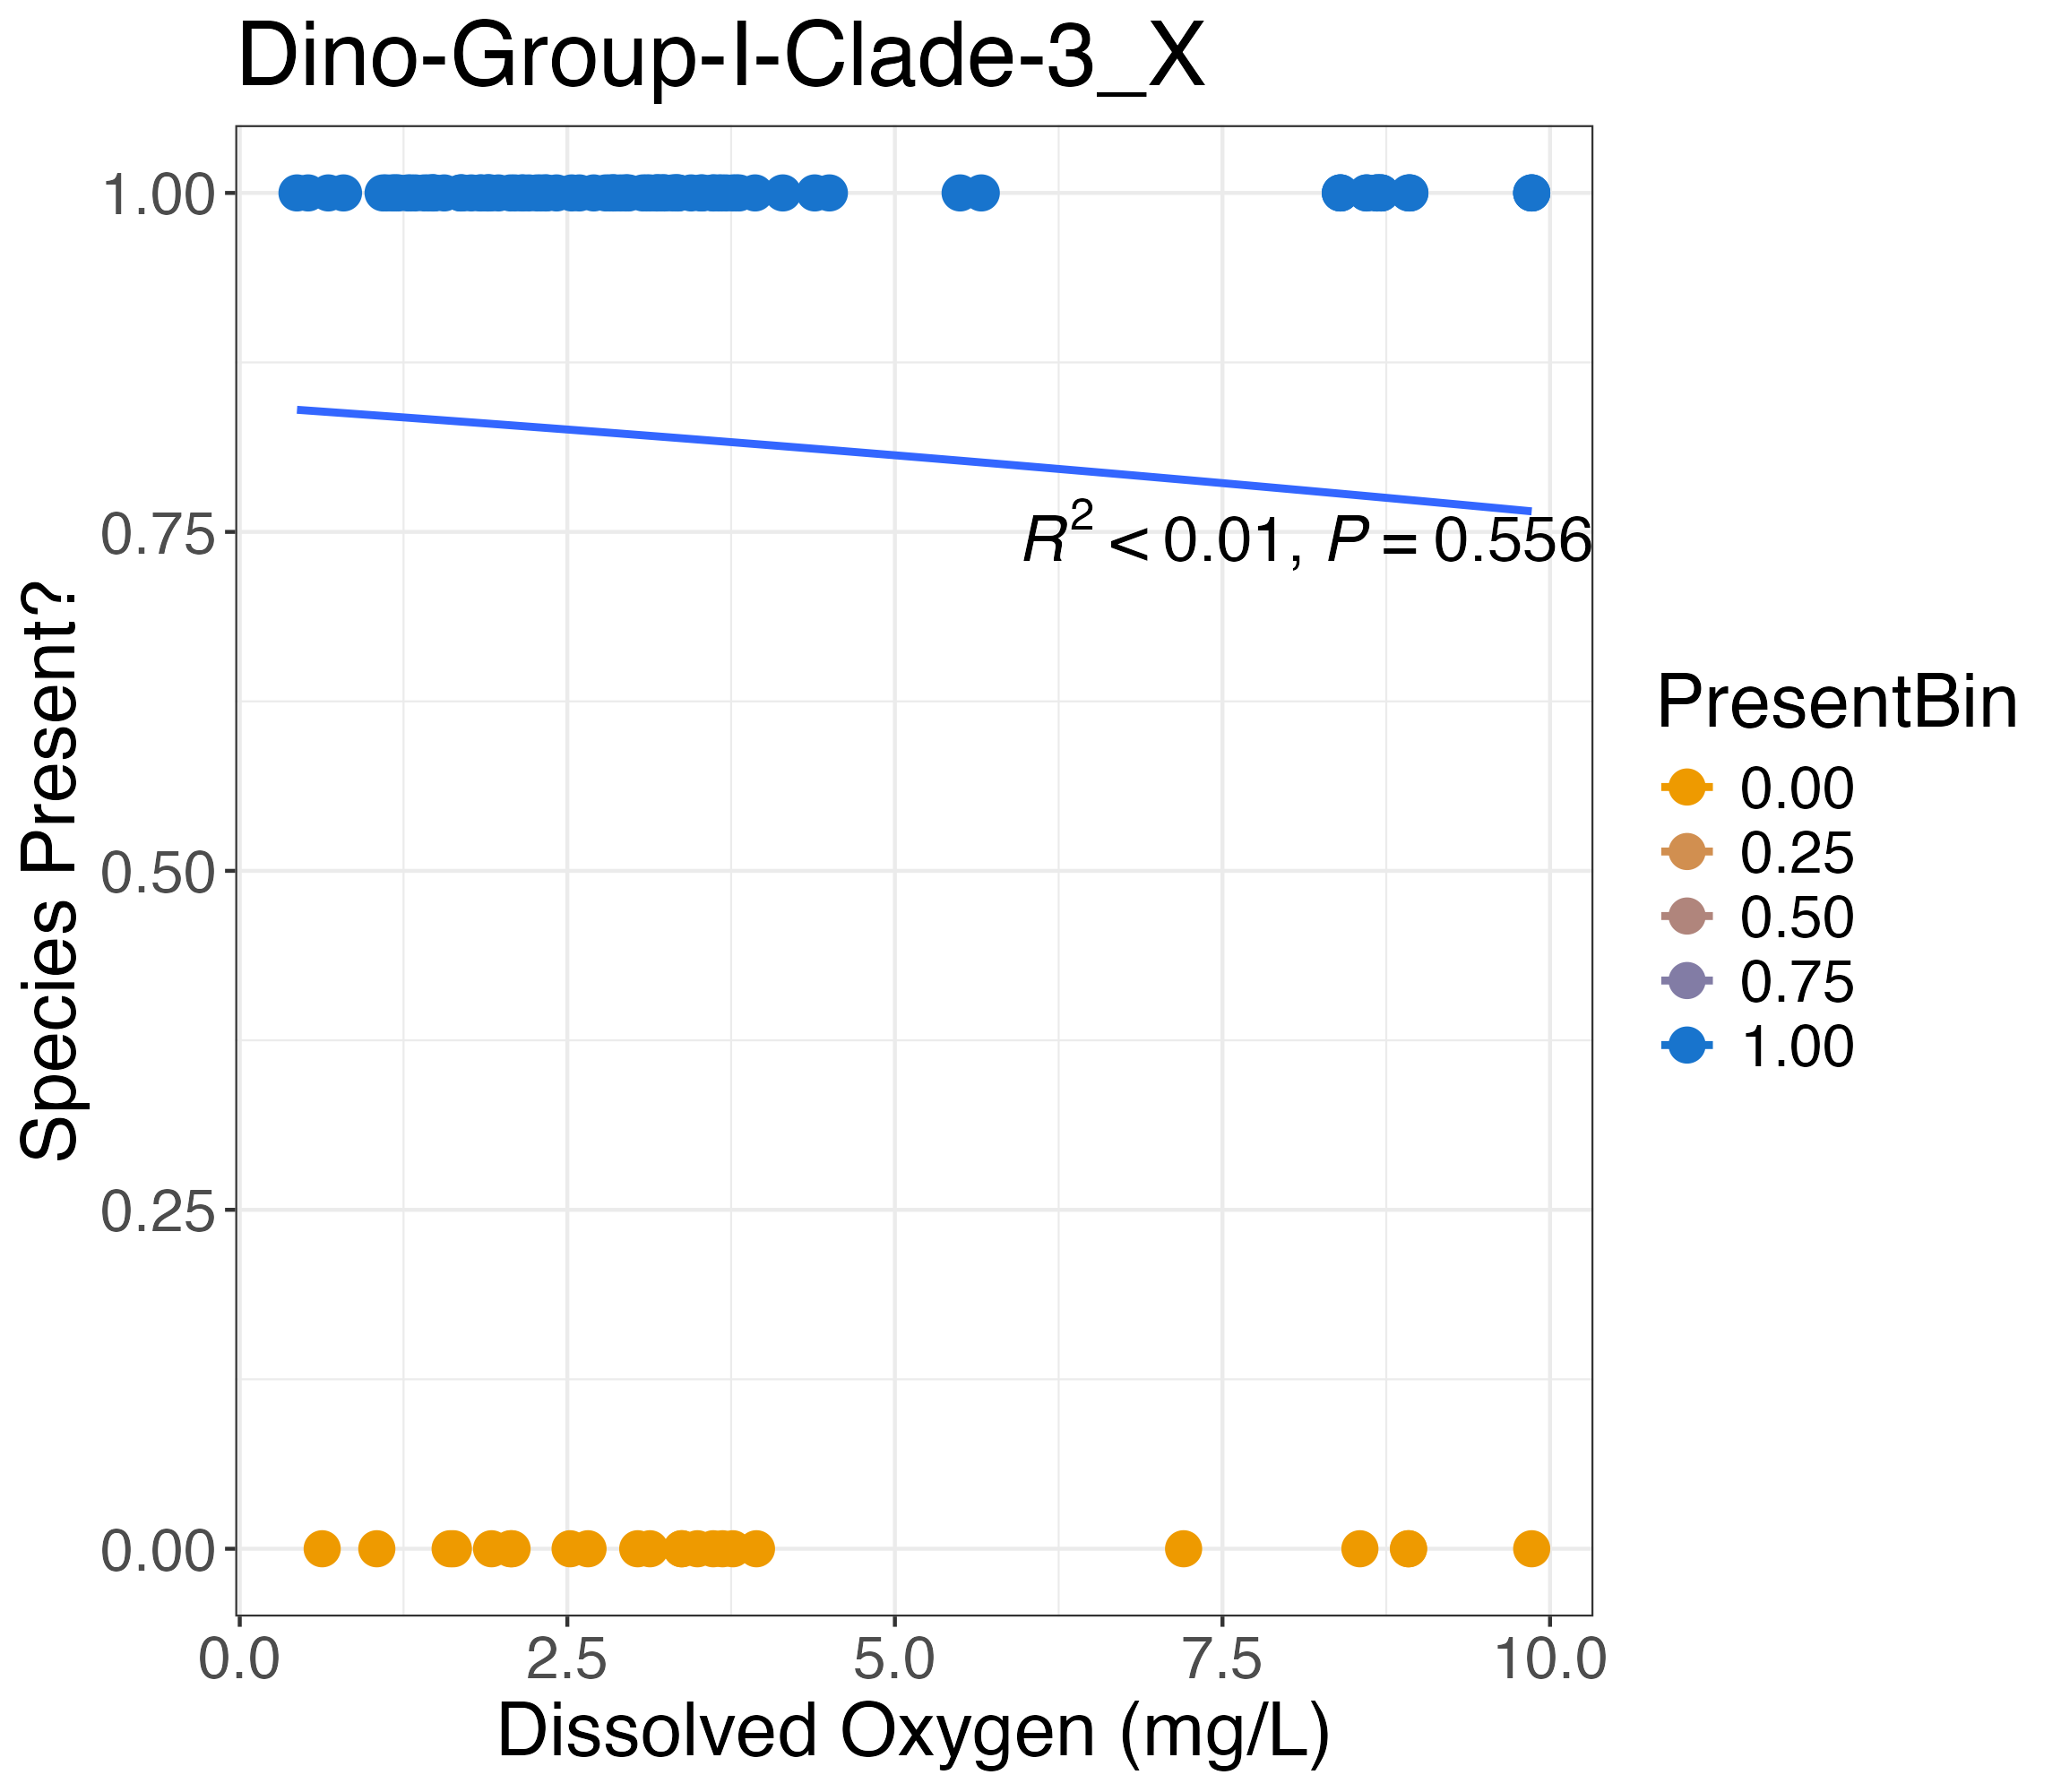 Dino-Group-I-Clade-3_X
1.00
0.75
0.50
0.25
0.00
Species Present?
R² < 0.01, P = 0.556
0.0 2.5 5.0 7.5 10.0
Dissolved Oxygen (mg/L)
PresentBin
0.00
0.25
0.50
0.75
1.00